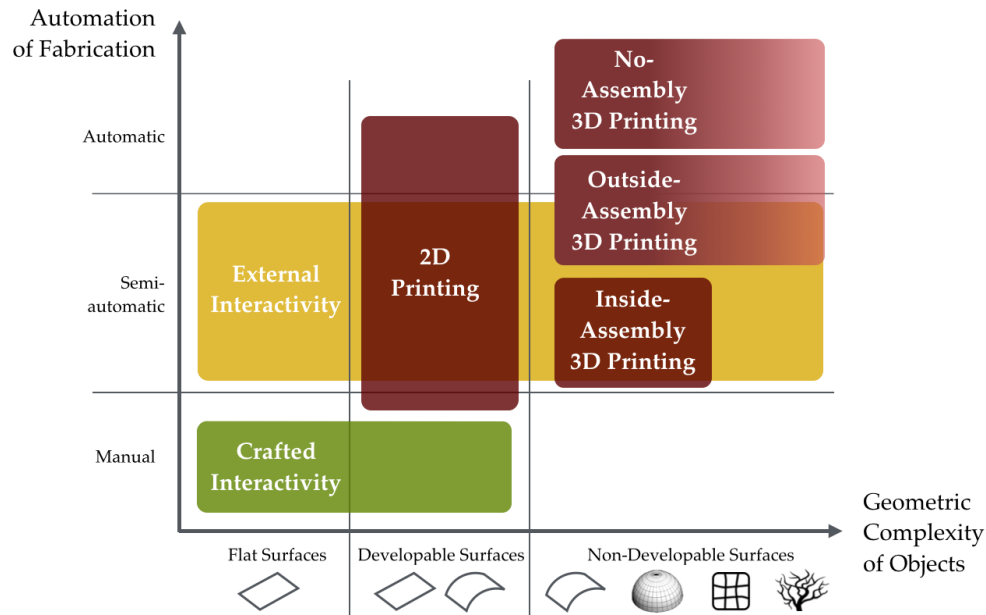 Automation
of Fabrication
Automatic
Semi-
automatic
Manual
No-
Assembly
3D Printing
Outside-
Assembly
3D Printing
External
Interactivity
2D
Printing
Inside-
Assembly
3D Printing
Crafted
Interactivity
Geometric
Complexity
of Objects
Flat Surfaces
Developable Surfaces
Non-Developable Surfaces